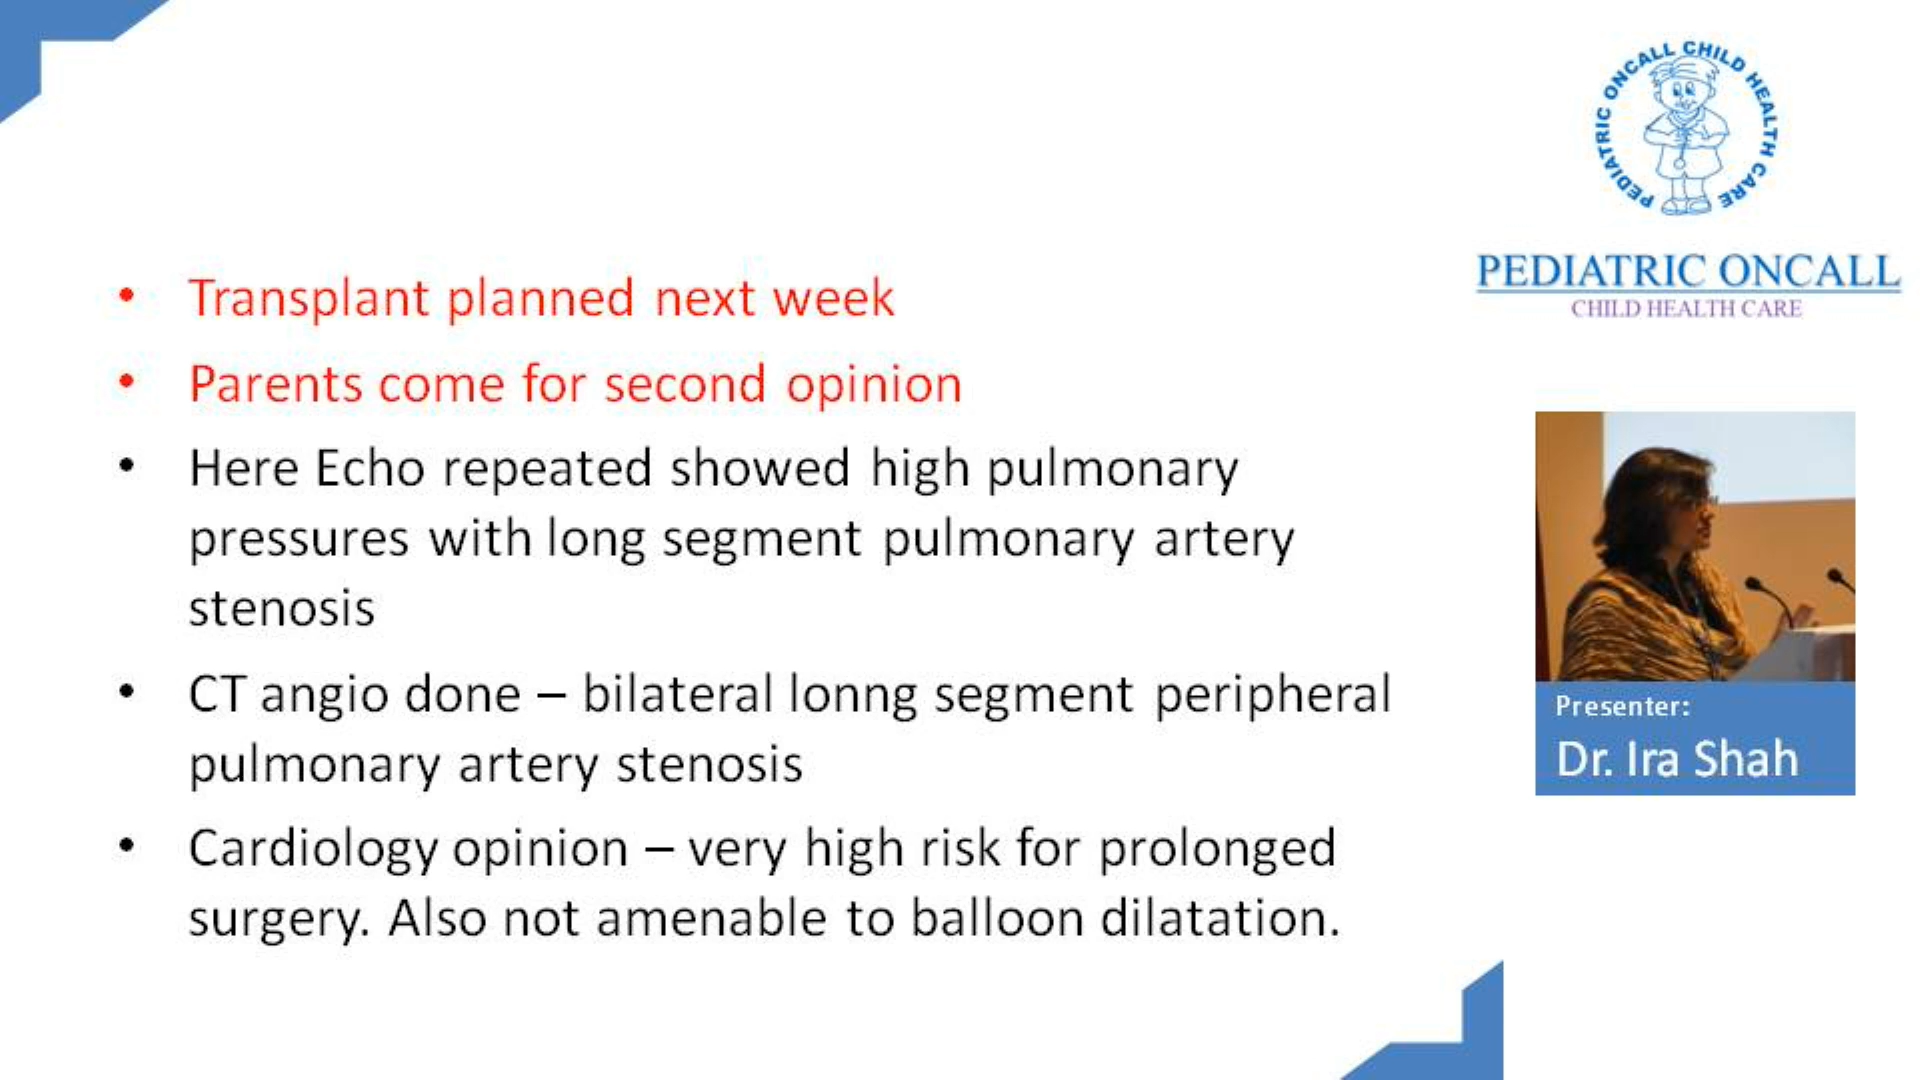 • Transplant planned next week
• Parents come for second opinion
• Here Echo repeated showed high pulmonary
pressures with long segment pulmonary artery
stenosis
• CT angio done – bilateral lonng segment peripheral
pulmonary artery stenosis
• Cardiology opinion – very high risk for prolonged
surgery. Also not amenable to balloon dilatation.
PEDIATRIC ONCALL CHILD HEALTH CARE
PEDIATRIC ONCALL
CHILD HEALTH CARE
Presenter:
Dr. Ira Shah